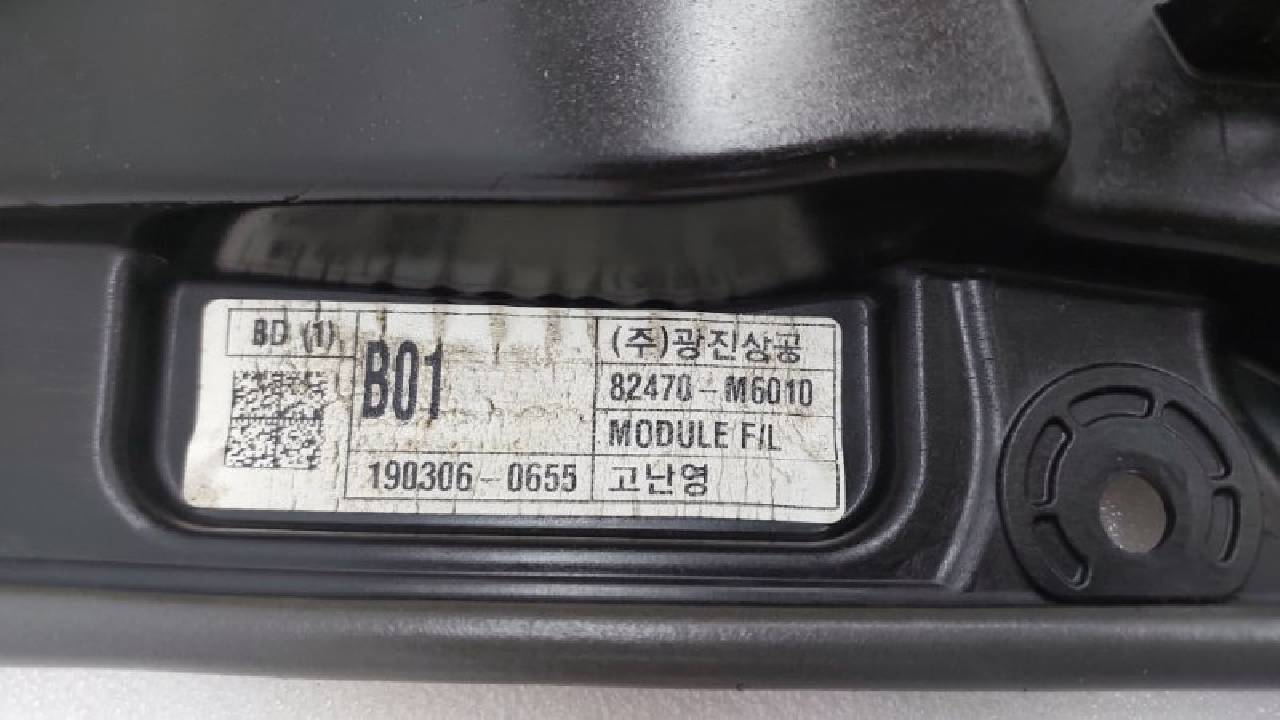 BD (1)
B01
(주)광진상공
82470-M6010
MODULE F/L
190306-0655
고난영